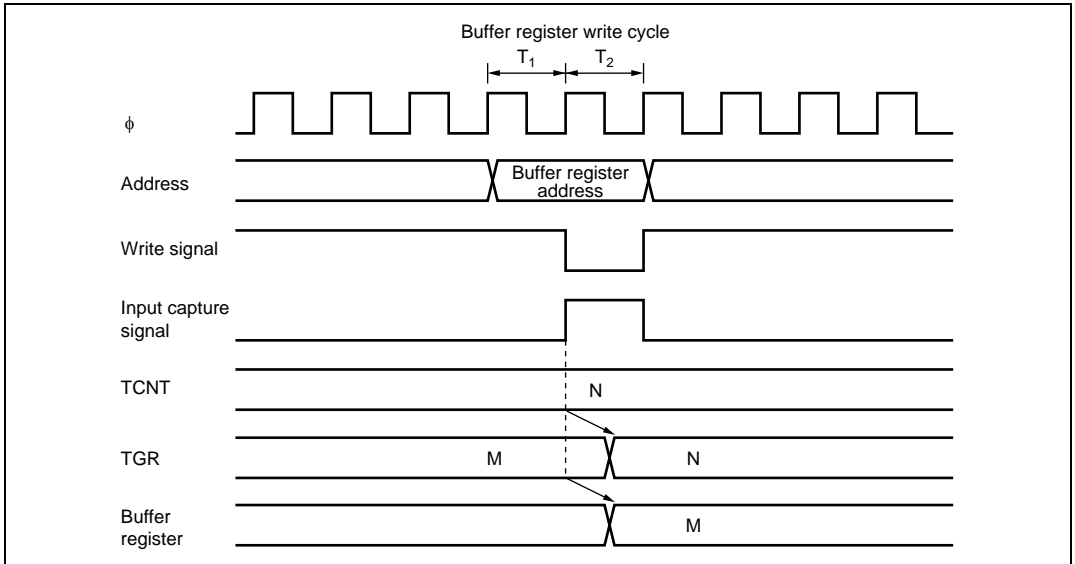 Buffer register write cycle
T₁ T₂
ϕ
Address
Buffer register
address
Write signal
Input capture
signal
TCNT
N
TGR
M N
Buffer
register
M